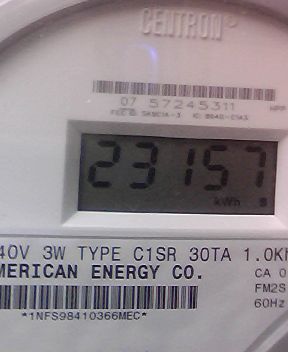 CENTRON®
07 57245311
23157
kWh
40V 3W TYPE C1SR 30TA 1.0Kh
MERICAN ENERGY CO.
CA 0
FM2S
60Hz
*1NFS98410366MEC*